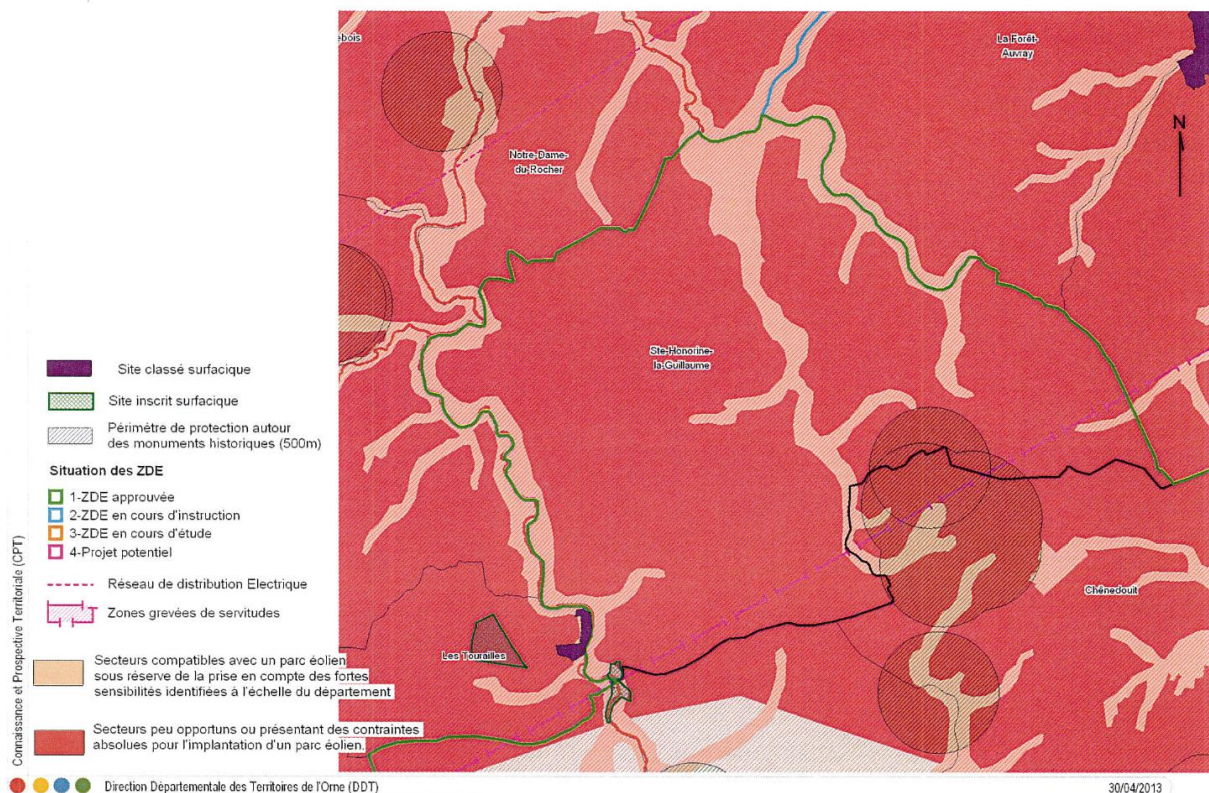 ebois
La Forêt-
Auvray
N
Notre-Dame-
du-Rocher
Ste-Honorine-
la-Guillaume
Chênedouit
Les Tourailles
Site classé surfacique
Site inscrit surfacique
Périmètre de protection autour
des monuments historiques (500m)
Situation des ZDE
1-ZDE approuvée
2-ZDE en cours d'instruction
3-ZDE en cours d'étude
4-Projet potentiel
Réseau de distribution Electrique
Zones grevées de servitudes
Secteurs compatibles avec un parc éolien
sous réserve de la prise en compte des fortes
sensibilités identifiées à l'échelle du département
Secteurs peu opportuns ou présentant des contraintes
absolues pour l'implantation d'un parc éolien.
Connaissance et Prospective Territoriale (CPT)
Direction Départementale des Territoires de l'Orne (DDT)
30/04/2013